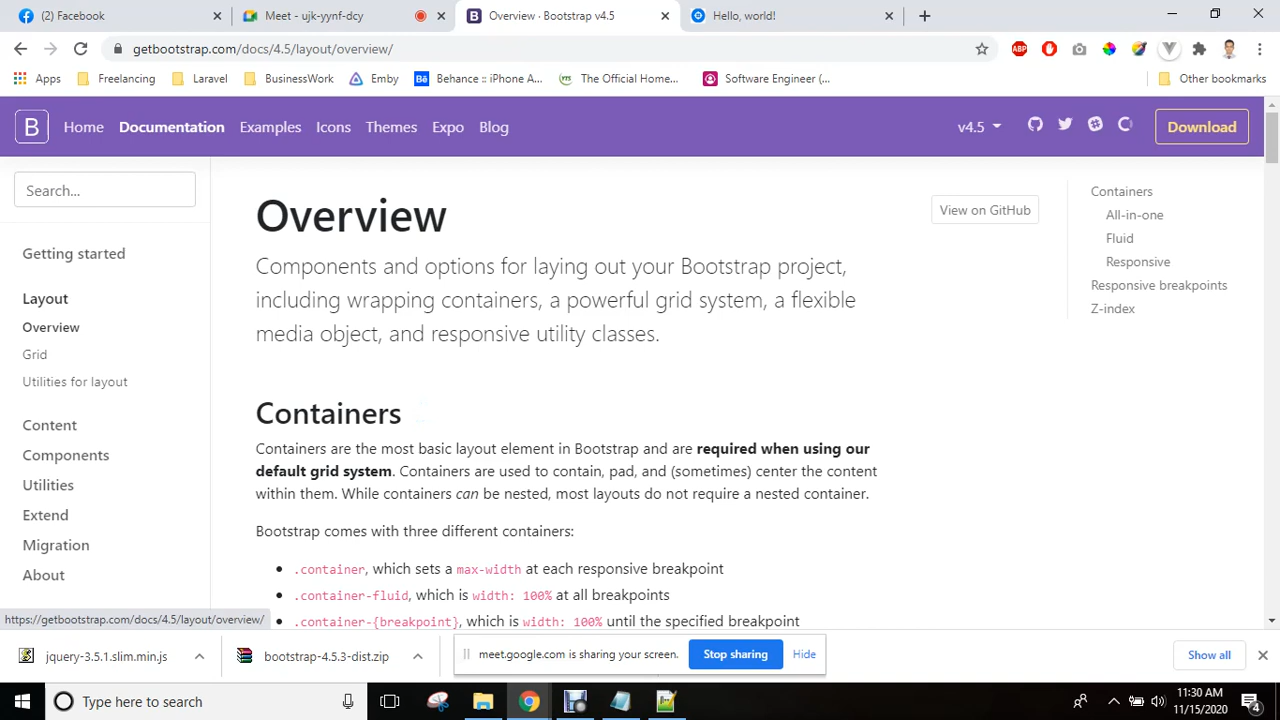 (2) Facebook
Meet - ujk-yynf-dcy
Overview · Bootstrap v4.5
Hello, world!
getbootstrap.com/docs/4.5/layout/overview/
ABP
Apps
Freelancing
Laravel
BusinessWork
Emby
Behance :: iPhone A...
The Official Home...
Software Engineer (...
Other bookmarks
B
Home
Documentation
Examples
Icons
Themes
Expo
Blog
v4.5
Download
Search...
Getting started
Layout
Overview
Grid
Utilities for layout
Content
Components
Utilities
Extend
Migration
About
Overview
View on GitHub
Components and options for laying out your Bootstrap project,
including wrapping containers, a powerful grid system, a flexible
media object, and responsive utility classes.
Containers
Containers are the most basic layout element in Bootstrap and are required when using our
default grid system. Containers are used to contain, pad, and (sometimes) center the content
within them. While containers can be nested, most layouts do not require a nested container.
Bootstrap comes with three different containers:
.container, which sets a max-width at each responsive breakpoint
.container-fluid, which is width: 100% at all breakpoints
.container-{breakpoint}, which is width: 100% until the specified breakpoint
Containers
All-in-one
Fluid
Responsive
Responsive breakpoints
Z-index
https://getbootstrap.com/docs/4.5/layout/overview/
jquery-3.5.1.slim.min.js
bootstrap-4.5.3-dist.zip
meet.google.com is sharing your screen.
Stop sharing
Hide
Show all
Type here to search
11:30 AM
11/15/2020
4